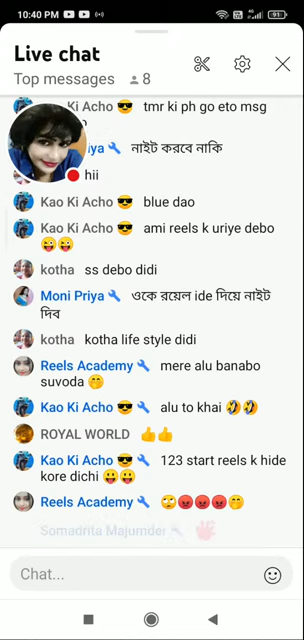 10:40 PM
91
Live chat
Top messages 8
Ki Acho 😎 tmr ki ph go eto msg
iya নাইট করবে নাকি
hii
Kao Ki Acho 😎 blue dao
Kao Ki Acho 😎 ami reels k uriye debo
😜😜
kotha ss debo didi
Moni Priya ওকে রয়েল ide দিয়ে নাইট
দিব
kotha kotha life style didi
Reels Academy mere alu banabo
suvoda 🤭
Kao Ki Acho 😎 alu to khai 🤣🤣
ROYAL WORLD 👍👍
Kao Ki Acho 😎 123 start reels k hide
kore dichi 😛😛
Reels Academy 🙄😡😡😡🤭
Somadrita Majumder
Chat...